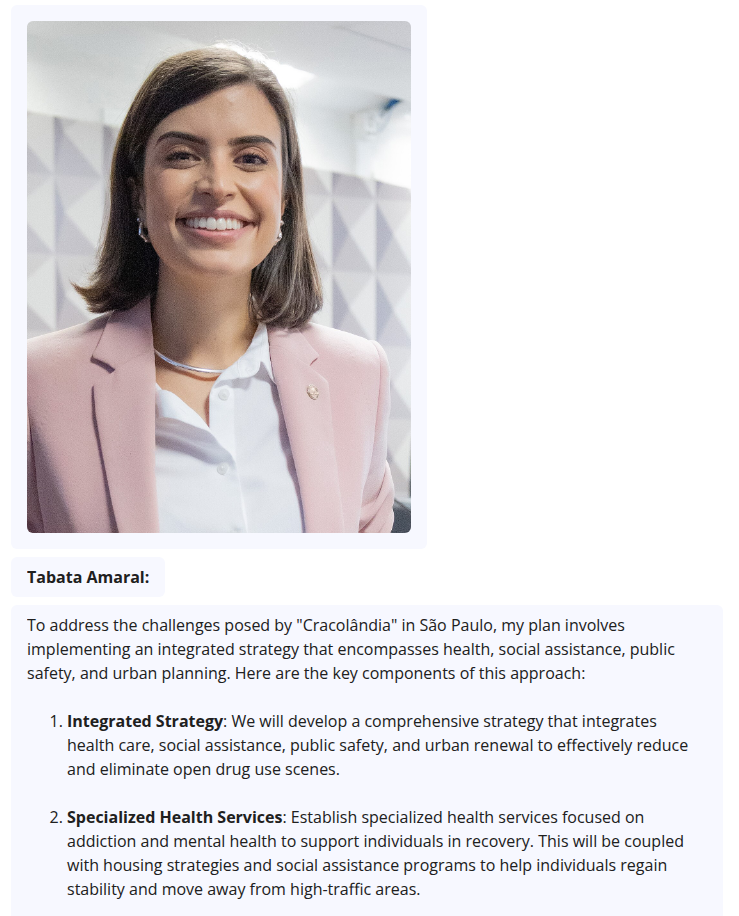 Tabata Amaral:
To address the challenges posed by "Cracolândia" in São Paulo, my plan involves
implementing an integrated strategy that encompasses health, social assistance, public
safety, and urban planning. Here are the key components of this approach:
1. Integrated Strategy: We will develop a comprehensive strategy that integrates
health care, social assistance, public safety, and urban renewal to effectively reduce
and eliminate open drug use scenes.
2. Specialized Health Services: Establish specialized health services focused on
addiction and mental health to support individuals in recovery. This will be coupled
with housing strategies and social assistance programs to help individuals regain
stability and move away from high-traffic areas.